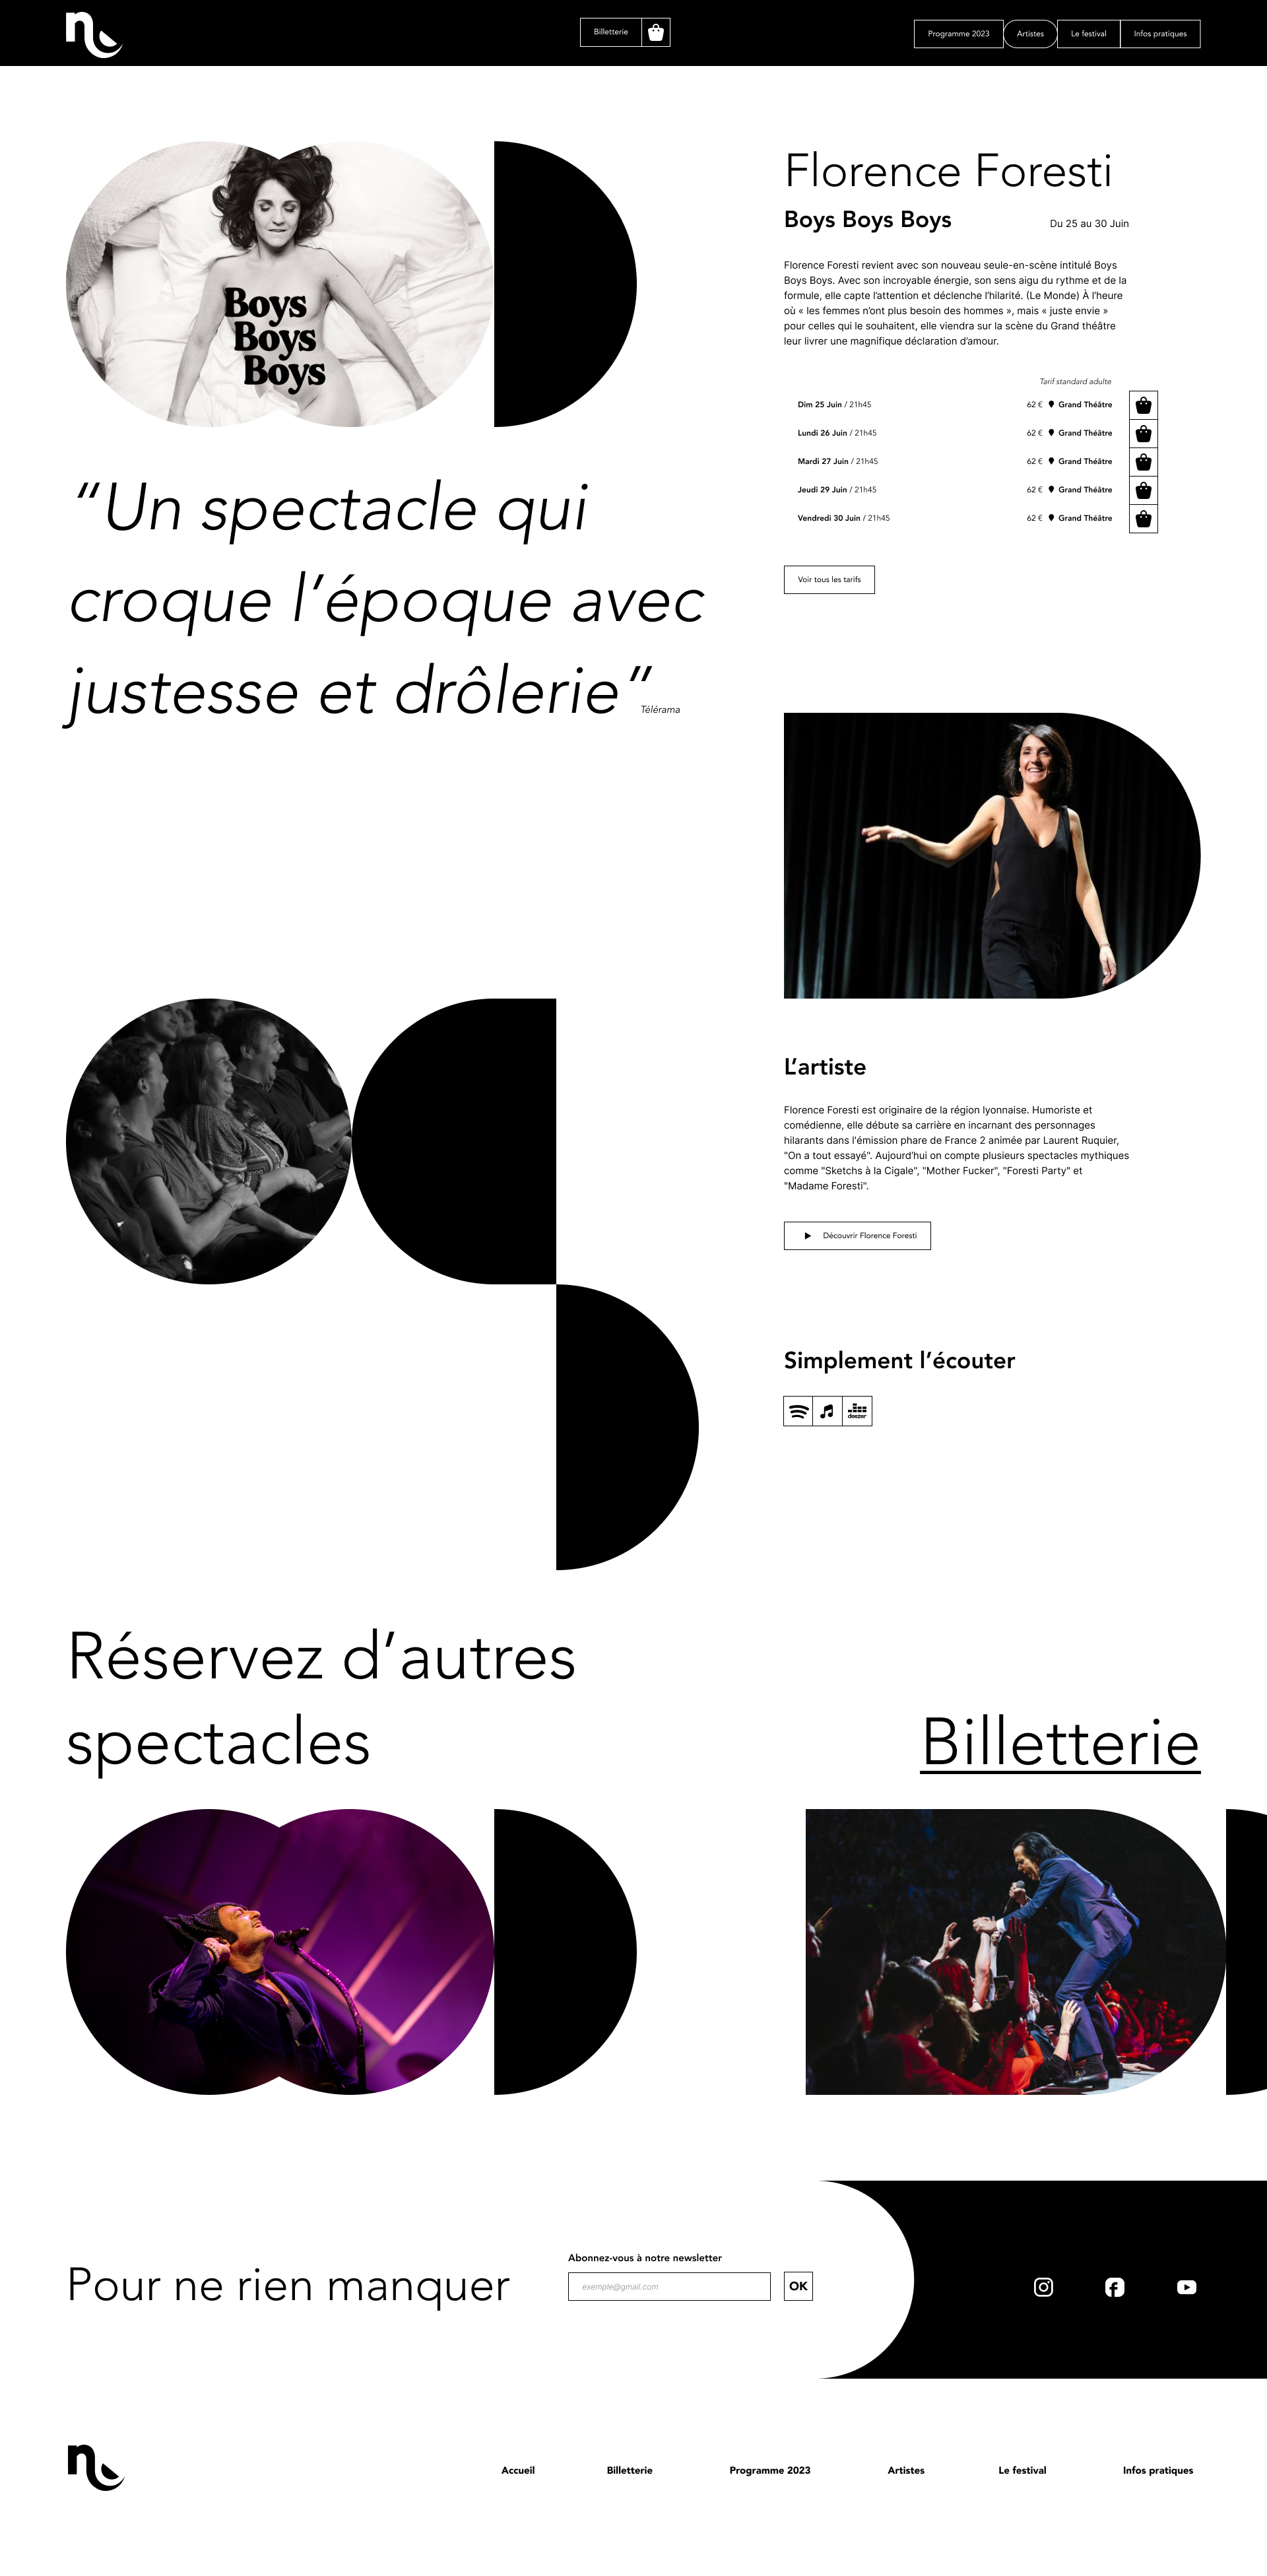 Billetterie
Programme 2023
Artistes
Le festival
Infos pratiques
Boys
Boys
Boys
Florence Foresti
Boys Boys Boys
Du 25 au 30 Juin
Florence Foresti revient avec son nouveau seule-en-scène intitulé Boys
Boys Boys. Avec son incroyable énergie, son sens aigu du rythme et de la
formule, elle capte l’attention et déclenche l’hilarité. (Le Monde) À l’heure
où « les femmes n’ont plus besoin des hommes », mais « juste envie »
pour celles qui le souhaitent, elle viendra sur la scène du Grand théâtre
leur livrer une magnifique déclaration d’amour.
Tarif standard adulte
Dim 25 Juin / 21h45 62 € Grand Théâtre
Lundi 26 Juin / 21h45 62 € Grand Théâtre
Mardi 27 Juin / 21h45 62 € Grand Théâtre
Jeudi 29 Juin / 21h45 62 € Grand Théâtre
Vendredi 30 Juin / 21h45 62 € Grand Théâtre
Voir tous les tarifs
“Un spectacle qui
croque l’époque avec
justesse et drôlerie”
Télérama
L’artiste
Florence Foresti est originaire de la région lyonnaise. Humoriste et
comédienne, elle débute sa carrière en incarnant des personnages
hilarants dans l'émission phare de France 2 animée par Laurent Ruquier,
"On a tout essayé". Aujourd’hui on compte plusieurs spectacles mythiques
comme "Sketchs à la Cigale", "Mother Fucker", "Foresti Party" et
"Madame Foresti".
Découvrir Florence Foresti
Simplement l’écouter
deezer
Réservez d’autres
spectacles
Billetterie
Pour ne rien manquer
Abonnez-vous à notre newsletter
exemple@gmail.com
OK
Accueil
Billetterie
Programme 2023
Artistes
Le festival
Infos pratiques